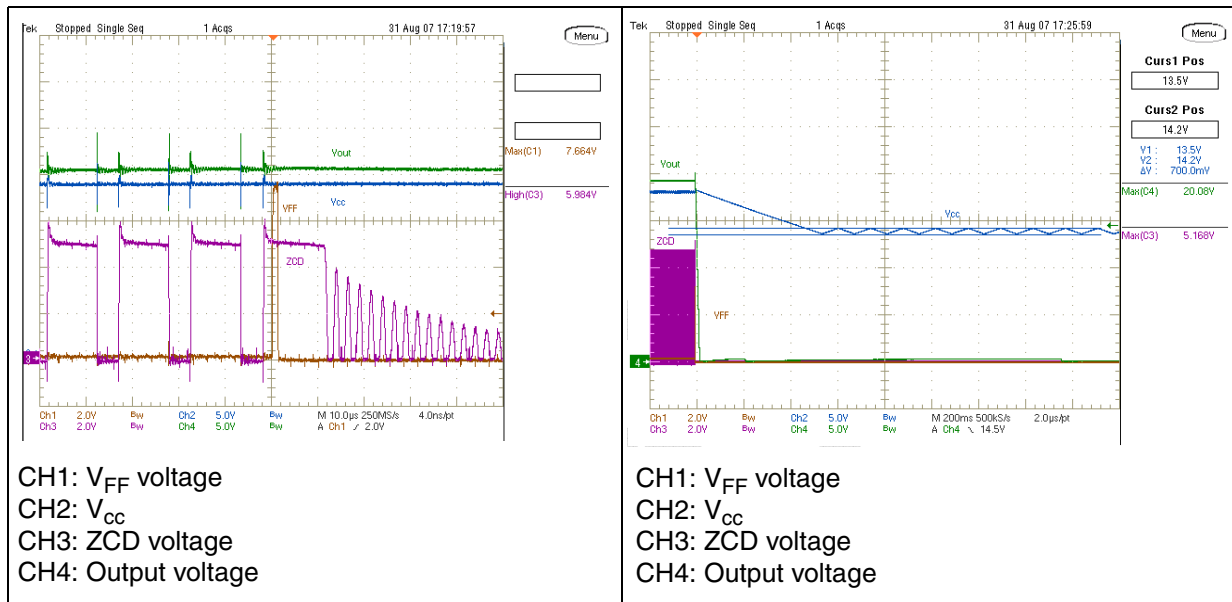 Tek Stopped Single Seq 1 Acqs 31 Aug 07 17:19:57
Menu
Max(C1) 7.664V
High(C3) 5.984V
Vout
Vcc
VFF
ZCD
3
Ch1 2.0V Bw Ch2 5.0V Bw M 10.0µs 250MS/s 4.0ns/pt
Ch3 2.0V Bw Ch4 5.0V Bw A Ch1 2.0V
CH1: VFF voltage
CH2: Vcc
CH3: ZCD voltage
CH4: Output voltage
Tek Stopped Single Seq 1 Acqs 31 Aug 07 17:25:59
Menu
Curs1 Pos
13.5V
Curs2 Pos
14.2V
V1 : 13.5V
V2 : 14.2V
ΔV : 700.0mV
Max(C4) 20.08V
Max(C3) 5.168V
Vout
Vcc
ZCD
VFF
4
Ch1 2.0V Bw Ch2 5.0V Bw M 200ms 500kS/s 2.0µs/pt
Ch3 2.0V Bw Ch4 5.0V Bw A Ch4 14.5V
CH1: VFF voltage
CH2: Vcc
CH3: ZCD voltage
CH4: Output voltage